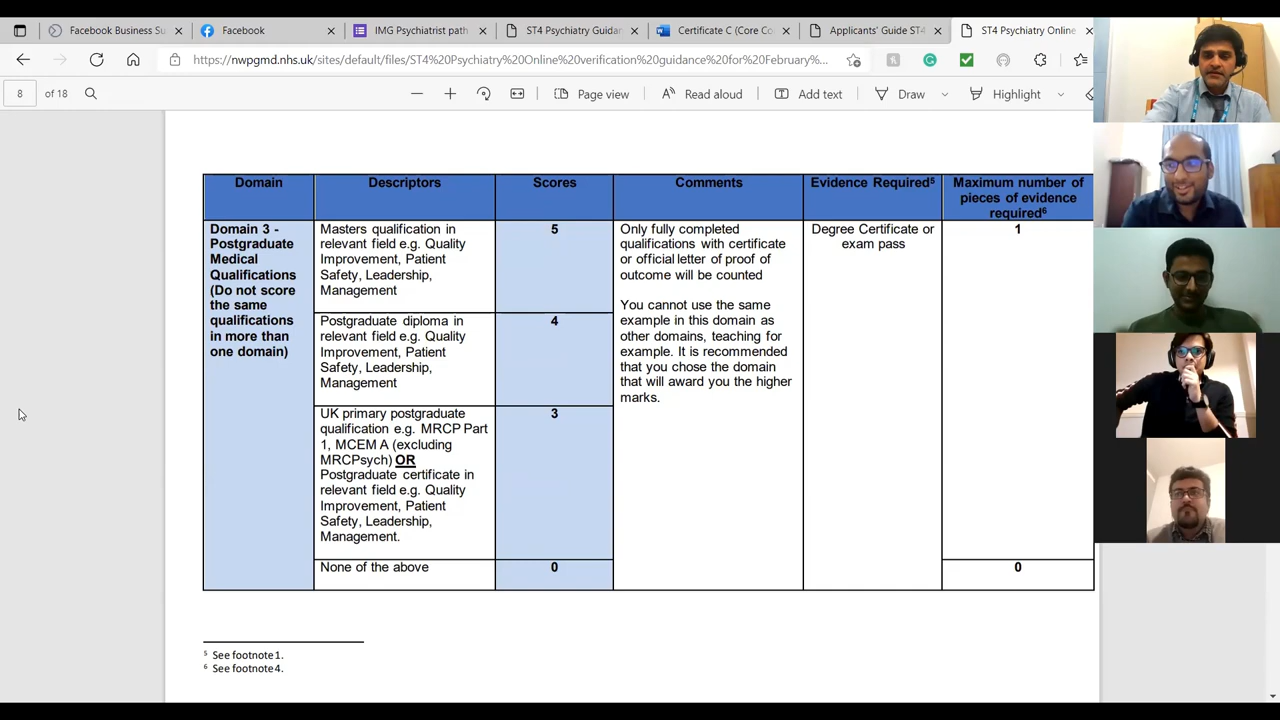 Facebook Business Su
Facebook
IMG Psychiatrist path
ST4 Psychiatry Guidan
Certificate C (Core Co
Applicants' Guide ST4
ST4 Psychiatry Online
https://nwpgmd.nhs.uk/sites/default/files/ST4%20Psychiatry%20Online%20verification%20guidance%20for%20February%...
8 of 18
Page view
Read aloud
Add text
Draw
Highlight
Domain
Descriptors
Scores
Comments
Evidence Required5
Maximum number of
pieces of evidence
required6
Domain 3 -
Postgraduate
Medical
Qualifications
(Do not score
the same
qualifications
in more than
one domain)
Masters qualification in
relevant field e.g. Quality
Improvement, Patient
Safety, Leadership,
Management
5
Only fully completed
qualifications with certificate
or official letter of proof of
outcome will be counted
You cannot use the same
example in this domain as
other domains, teaching for
example. It is recommended
that you chose the domain
that will award you the higher
marks.
Degree Certificate or
exam pass
1
Postgraduate diploma in
relevant field e.g. Quality
Improvement, Patient
Safety, Leadership,
Management
4
UK primary postgraduate
qualification e.g. MRCP Part
1, MCEM A (excluding
MRCPsych) OR
Postgraduate certificate in
relevant field e.g. Quality
Improvement, Patient
Safety, Leadership,
Management.
3
None of the above
0
0
5 See footnote 1.
6 See footnote 4.